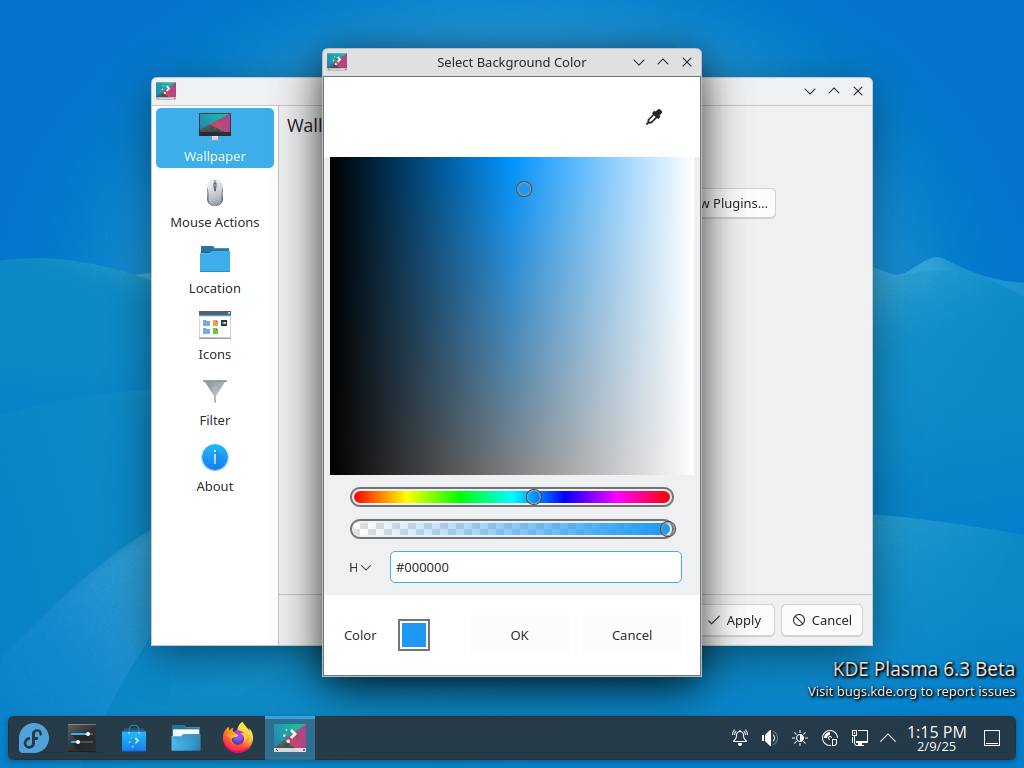 Select Background Color
Wall
Wallpaper
w Plugins...
Mouse Actions
Location
Icons
Filter
About
H
#000000
Color
OK
Cancel
Apply
Cancel
KDE Plasma 6.3 Beta
Visit bugs.kde.org to report issues
1:15 PM
2/9/25